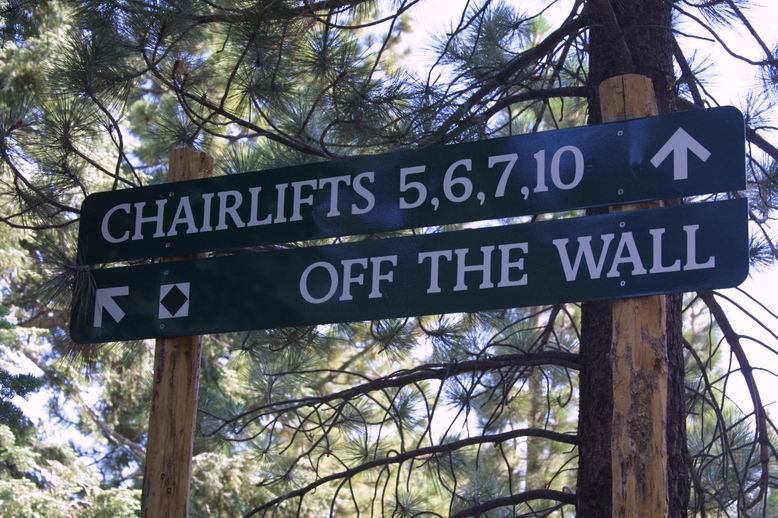 CHAIRLIFTS 5,6,7,10
OFF THE WALL